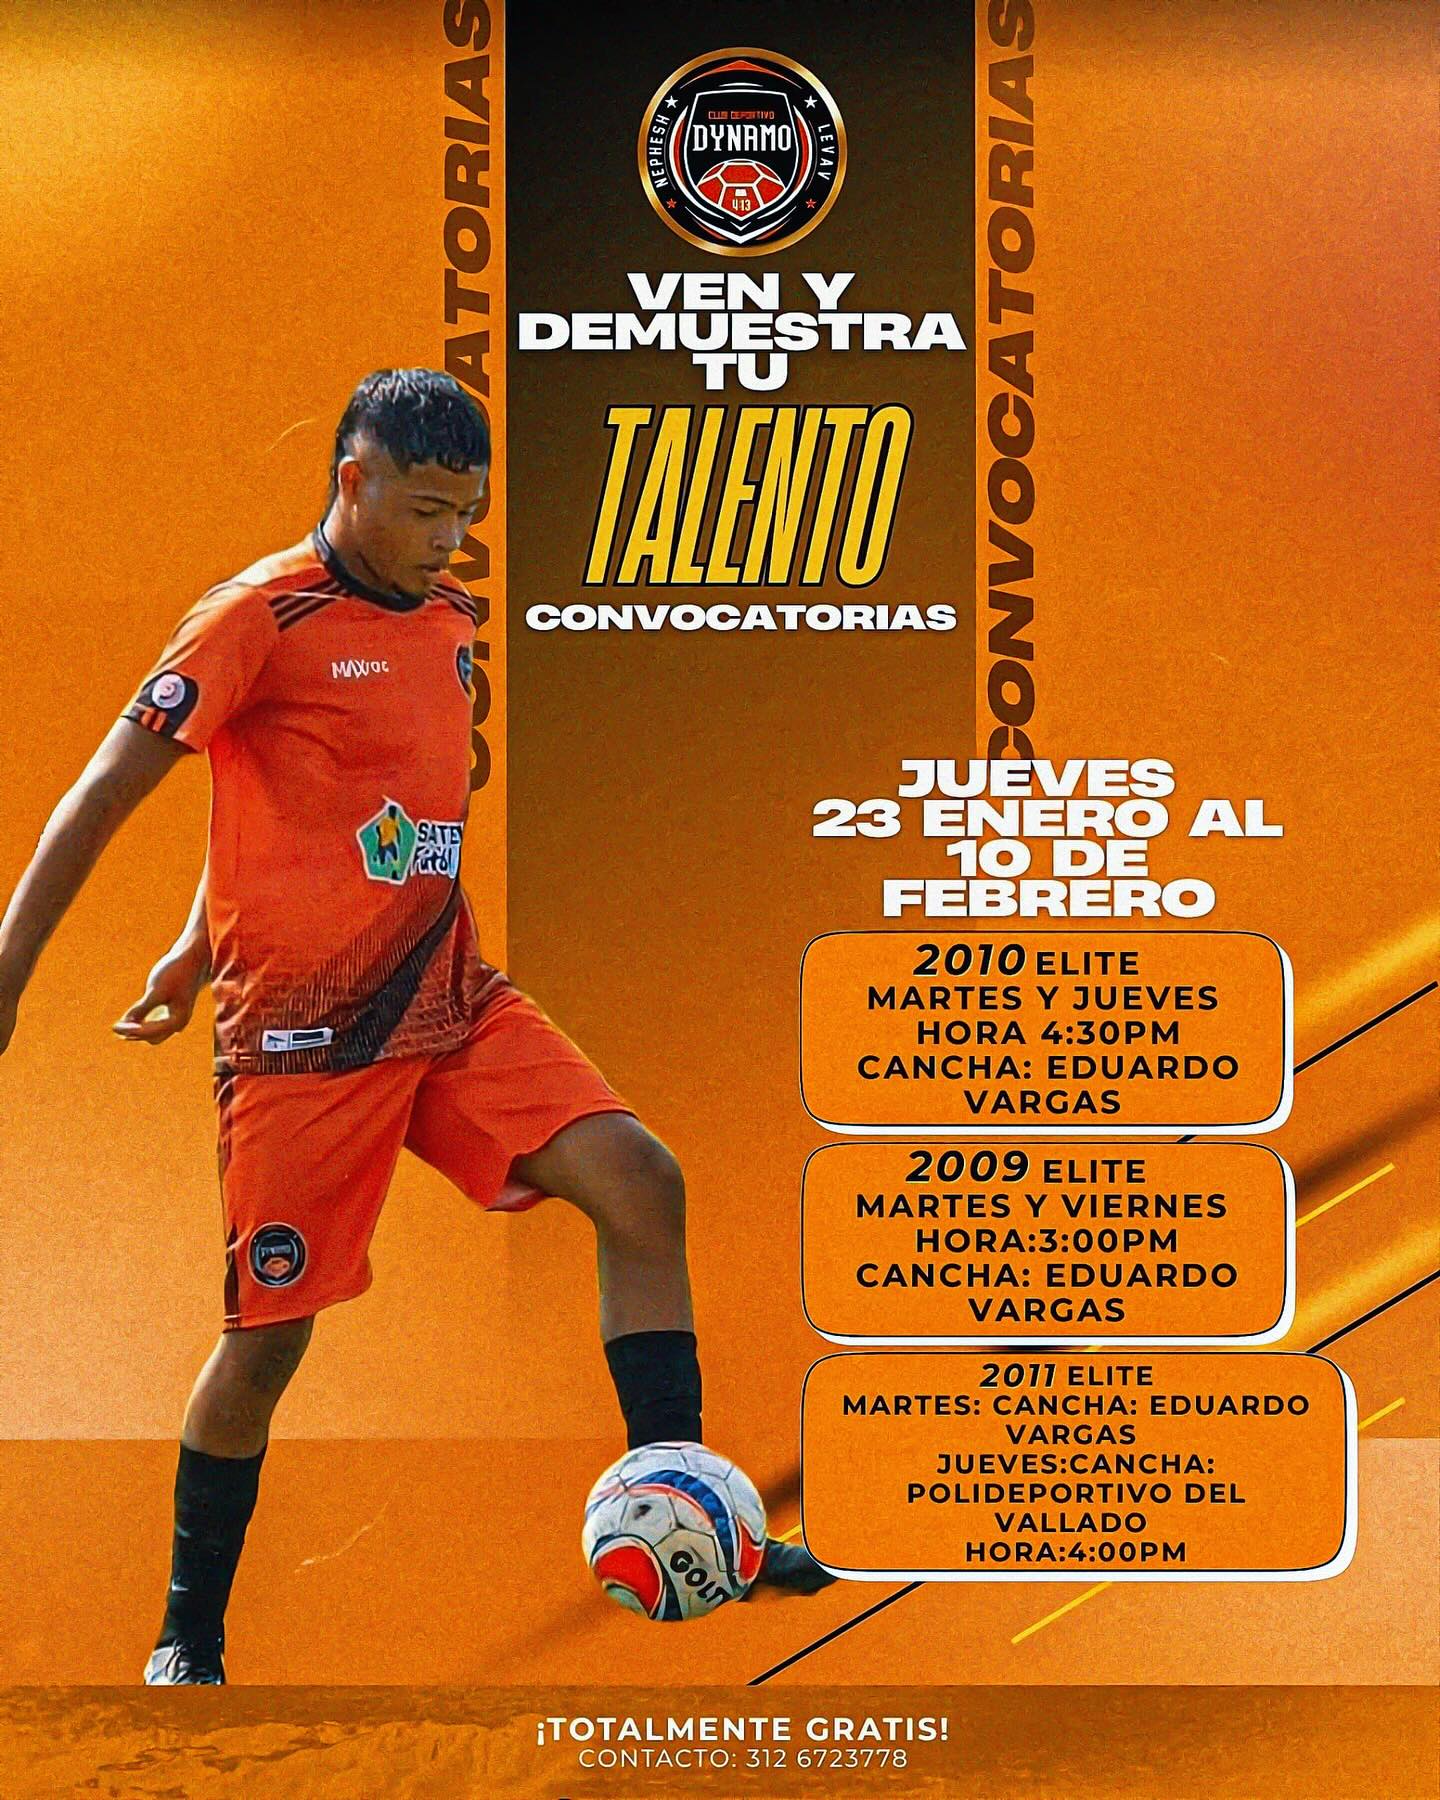 CONVOCATORIAS
CONVOCATORIAS
CLUB DEPORTIVO
DYNAMO
NEPHESH
LEVAV
4:13
VEN Y
DEMUESTRA
TU
TALENTO
CONVOCATORIAS
JUEVES
23 ENERO AL
10 DE
FEBRERO
2010 ELITE
MARTES Y JUEVES
HORA 4:30PM
CANCHA: EDUARDO
VARGAS
2009 ELITE
MARTES Y VIERNES
HORA:3:00PM
CANCHA: EDUARDO
VARGAS
2011 ELITE
MARTES: CANCHA: EDUARDO
VARGAS
JUEVES:CANCHA:
POLIDEPORTIVO DEL
VALLADO
HORA:4:00PM
DYNAMO
¡TOTALMENTE GRATIS!
CONTACTO: 312 6723778